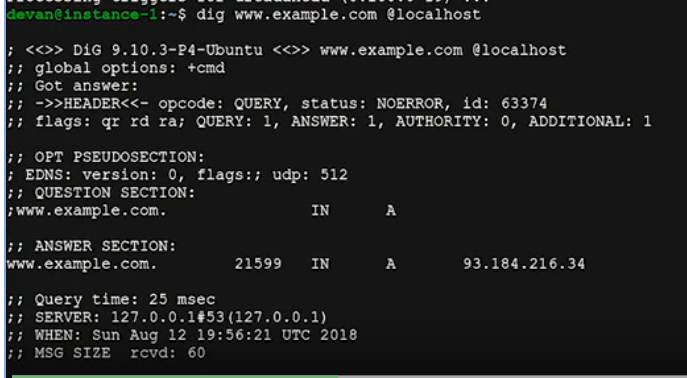 devan@instance-1:~$ dig www.example.com @localhost
; <<>> DiG 9.10.3-P4-Ubuntu <<>> www.example.com @localhost
;; global options: +cmd
;; Got answer:
;; ->>HEADER<<- opcode: QUERY, status: NOERROR, id: 63374
;; flags: qr rd ra; QUERY: 1, ANSWER: 1, AUTHORITY: 0, ADDITIONAL: 1
;; OPT PSEUDOSECTION:
; EDNS: version: 0, flags:; udp: 512
;; QUESTION SECTION:
;www.example.com. IN A
;; ANSWER SECTION:
www.example.com. 21599 IN A 93.184.216.34
;; Query time: 25 msec
;; SERVER: 127.0.0.1#53(127.0.0.1)
;; WHEN: Sun Aug 12 19:56:21 UTC 2018
;; MSG SIZE rcvd: 60